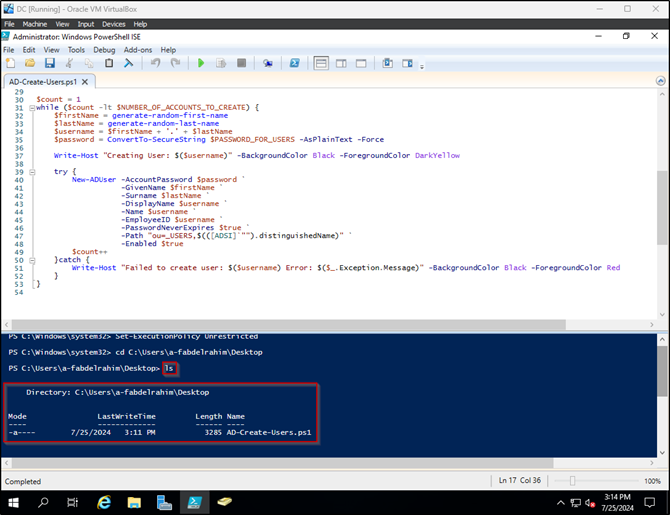 DC [Running] - Oracle VM VirtualBox
File Machine View Input Devices Help
Administrator: Windows PowerShell ISE
File Edit View Tools Debug Add-ons Help
AD-Create-Users.ps1 X
29
30 $count = 1
31 while ($count -lt $NUMBER_OF_ACCOUNTS_TO_CREATE) {
32 $firstName = generate-random-first-name
33 $lastName = generate-random-last-name
34 $username = $firstName + '.' + $lastName
35 $password = ConvertTo-SecureString $PASSWORD_FOR_USERS -AsPlainText -Force
36
37 Write-Host "Creating User: $($username)" -BackgroundColor Black -ForegroundColor DarkYellow
38
39 try {
40 New-ADUser -AccountPassword $password `
41 -GivenName $firstName `
42 -Surname $lastName `
43 -DisplayName $username `
44 -Name $username `
45 -EmployeeID $username `
46 -PasswordNeverExpires $true `
47 -Path "ou=_USERS,$(([ADSI]`"").distinguishedName)" `
48 -Enabled $true
49 $count++
50 }catch {
51 Write-Host "Failed to create user: $($username) Error: $($_.Exception.Message)" -BackgroundColor Black -ForegroundColor Red
52 }
53 }
54
PS C:\Windows\system32> Set-ExecutionPolicy Unrestricted
PS C:\Windows\system32> cd C:\Users\a-fabdelrahim\Desktop
PS C:\Users\a-fabdelrahim\Desktop> ls
Directory: C:\Users\a-fabdelrahim\Desktop
Mode LastWriteTime Length Name
---- ------------- ------ ----
-a---- 7/25/2024 3:11 PM 3285 AD-Create-Users.ps1
Completed Ln 17 Col 36 100%
3:14 PM
7/25/2024